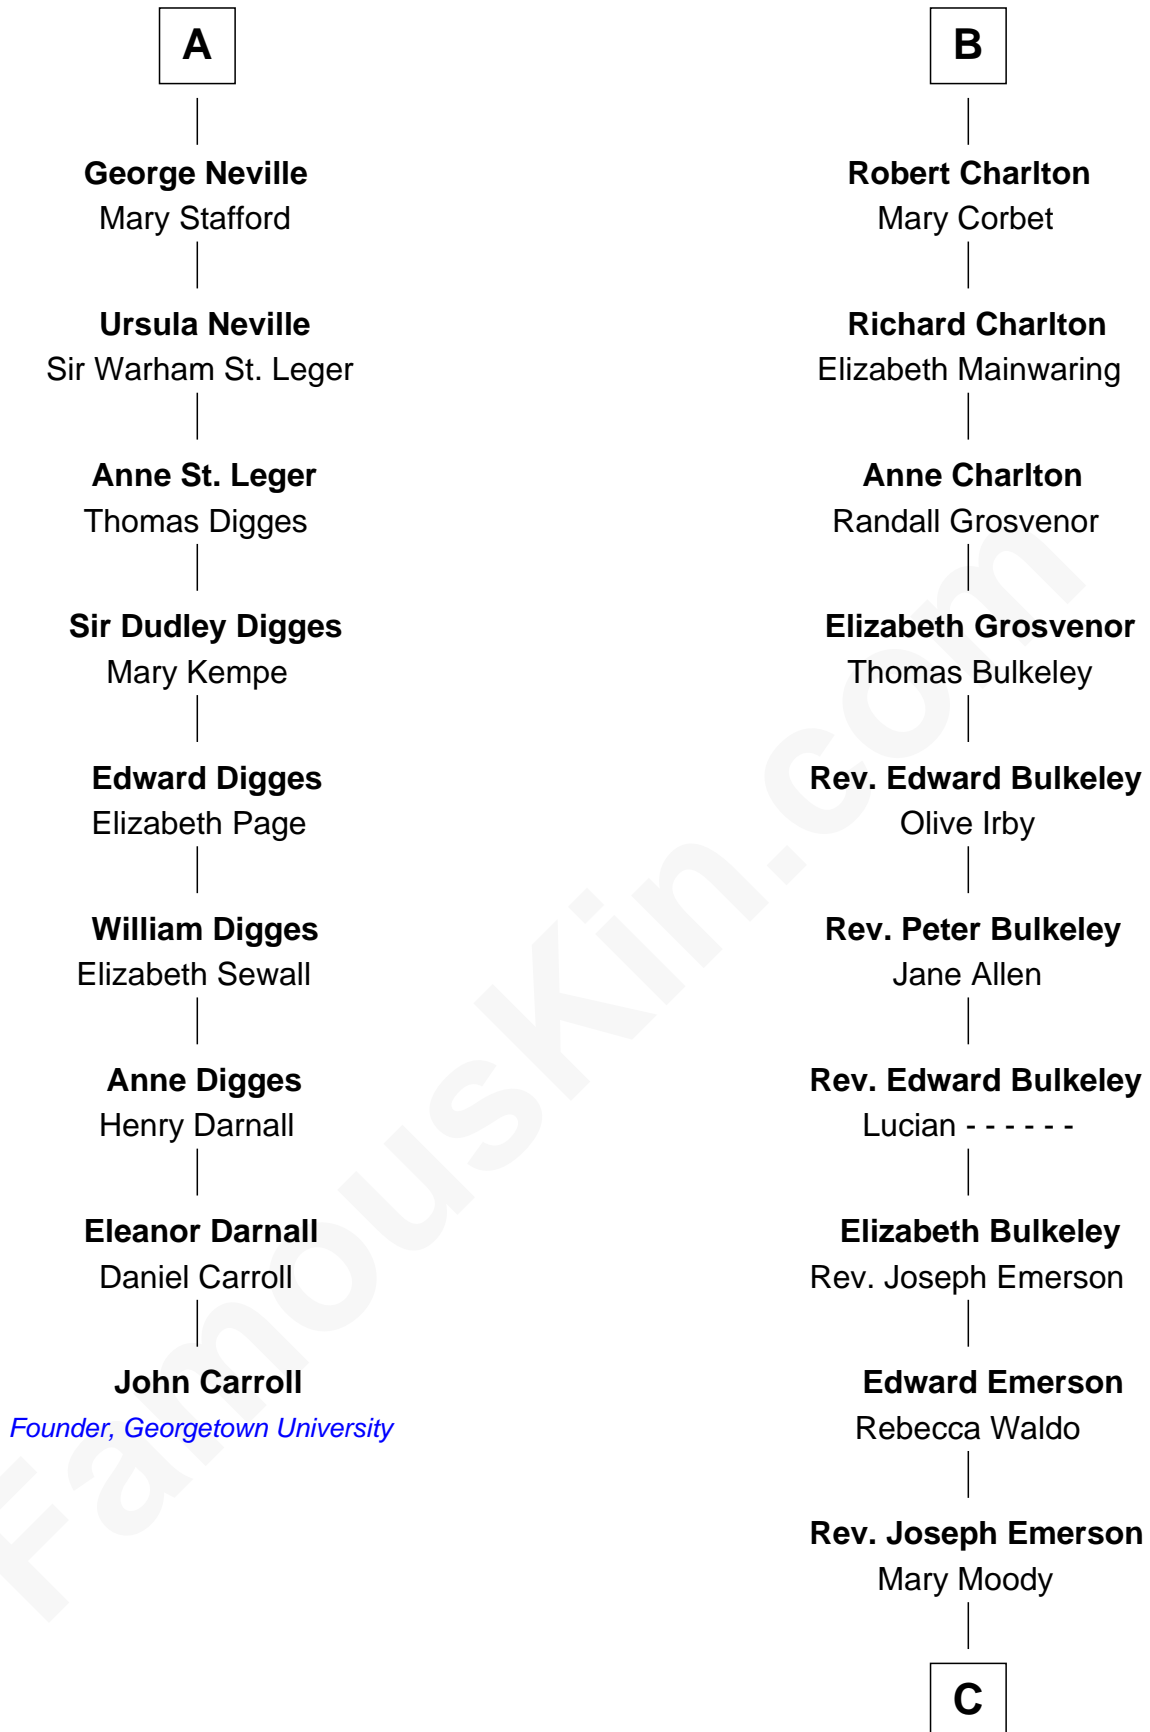 A
George Neville
Mary Stafford
Ursula Neville
Sir Warham St. Leger
Anne St. Leger
Thomas Digges
Sir Dudley Digges
Mary Kempe
Edward Digges
Elizabeth Page
William Digges
Elizabeth Sewall
Anne Digges
Henry Darnall
Eleanor Darnall
Daniel Carroll
John Carroll
Founder, Georgetown University
B
Robert Charlton
Mary Corbet
Richard Charlton
Elizabeth Mainwaring
Anne Charlton
Randall Grosvenor
Elizabeth Grosvenor
Thomas Bulkeley
Rev. Edward Bulkeley
Olive Irby
Rev. Peter Bulkeley
Jane Allen
Rev. Edward Bulkeley
Lucian - - - - - -
Elizabeth Bulkeley
Rev. Joseph Emerson
Edward Emerson
Rebecca Waldo
Rev. Joseph Emerson
Mary Moody
C
FamousKin.com